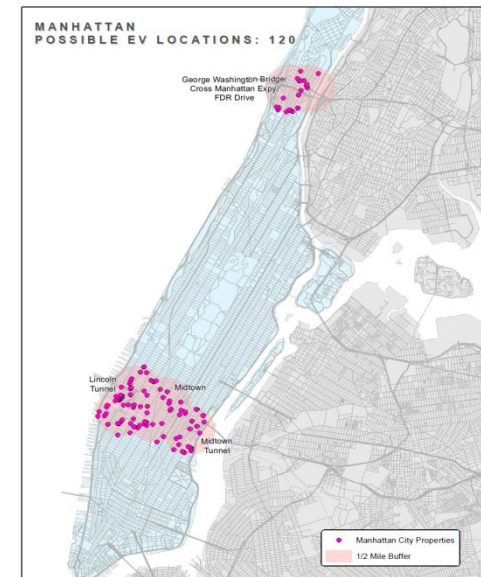 MANHATTAN
POSSIBLE EV LOCATIONS: 120
George Washington Bridge/
Cross Manhattan Expy/
FDR Drive
Lincoln
Tunnel
Midtown
Midtown
Tunnel
Manhattan City Properties
1/2 Mile Buffer